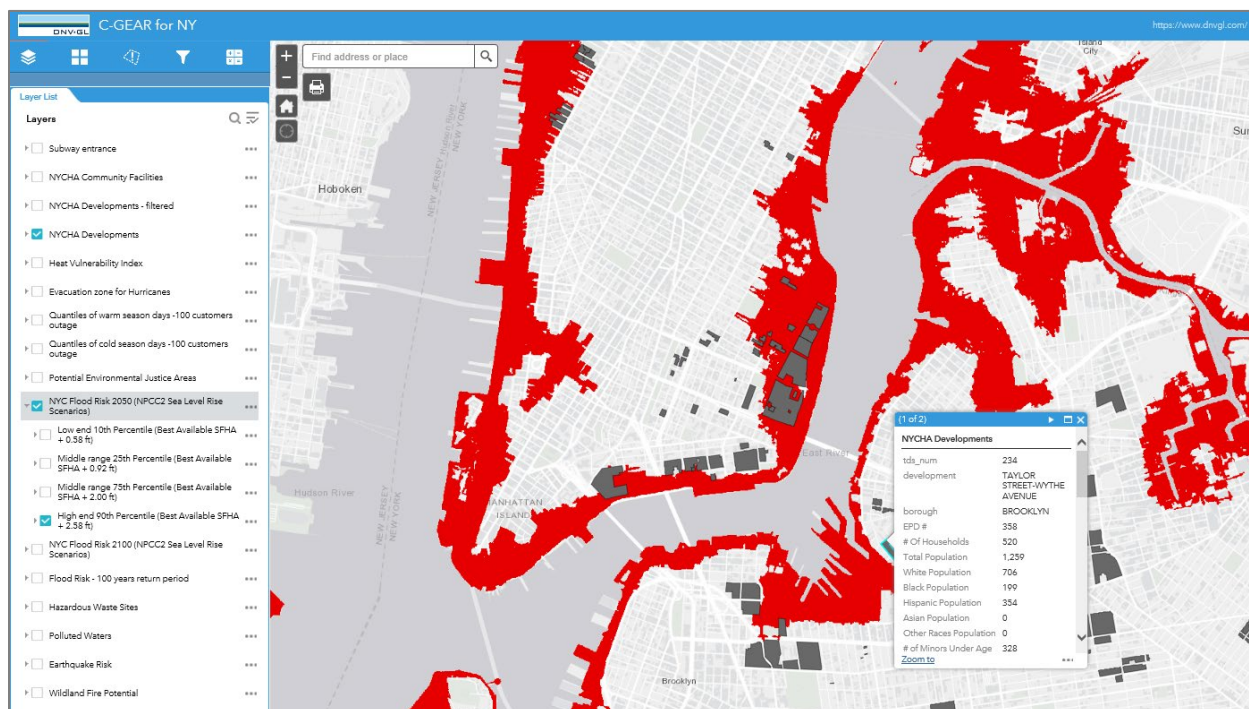 DNV·GL
C-GEAR for NY
https://www.dnvgl.com/
Layer List
Layers
Subway entrance
NYCHA Community Facilities
NYCHA Developments - filtered
NYCHA Developments
Heat Vulnerability Index
Evacuation zone for Hurricanes
Quantiles of warm season days -100 customers
outage
Quantiles of cold season days -100 customers
outage
Potential Environmental Justice Areas
NYC Flood Risk 2050 (NPCC2 Sea Level Rise
Scenarios)
Low end 10th Percentile (Best Available SFHA
+ 0.58 ft)
Middle range 25th Percentile (Best Available
SFHA + 0.92 ft)
Middle range 75th Percentile (Best Available
SFHA + 2.00 ft)
High end 90th Percentile (Best Available SFHA
+ 2.58 ft)
NYC Flood Risk 2100 (NPCC2 Sea Level Rise
Scenarios)
Flood Risk - 100 years return period
Hazardous Waste Sites
Polluted Waters
Earthquake Risk
Wildland Fire Potential
Find address or place
Island
City
Sun
NEW JERSEY
NEW YORK
Hudson River
Hoboken
NEW JERSEY
NEW YORK
Hudson River
MANHATTAN
ISLAND
East River
Brooklyn
(1 of 2)
NYCHA Developments
tds_num 234
development TAYLOR
STREET-WYTHE
AVENUE
borough BROOKLYN
EPD # 358
# Of Households 520
Total Population 1,259
White Population 706
Black Population 199
Hispanic Population 354
Asian Population 0
Other Races Population 0
# of Minors Under Age 328
Zoom to